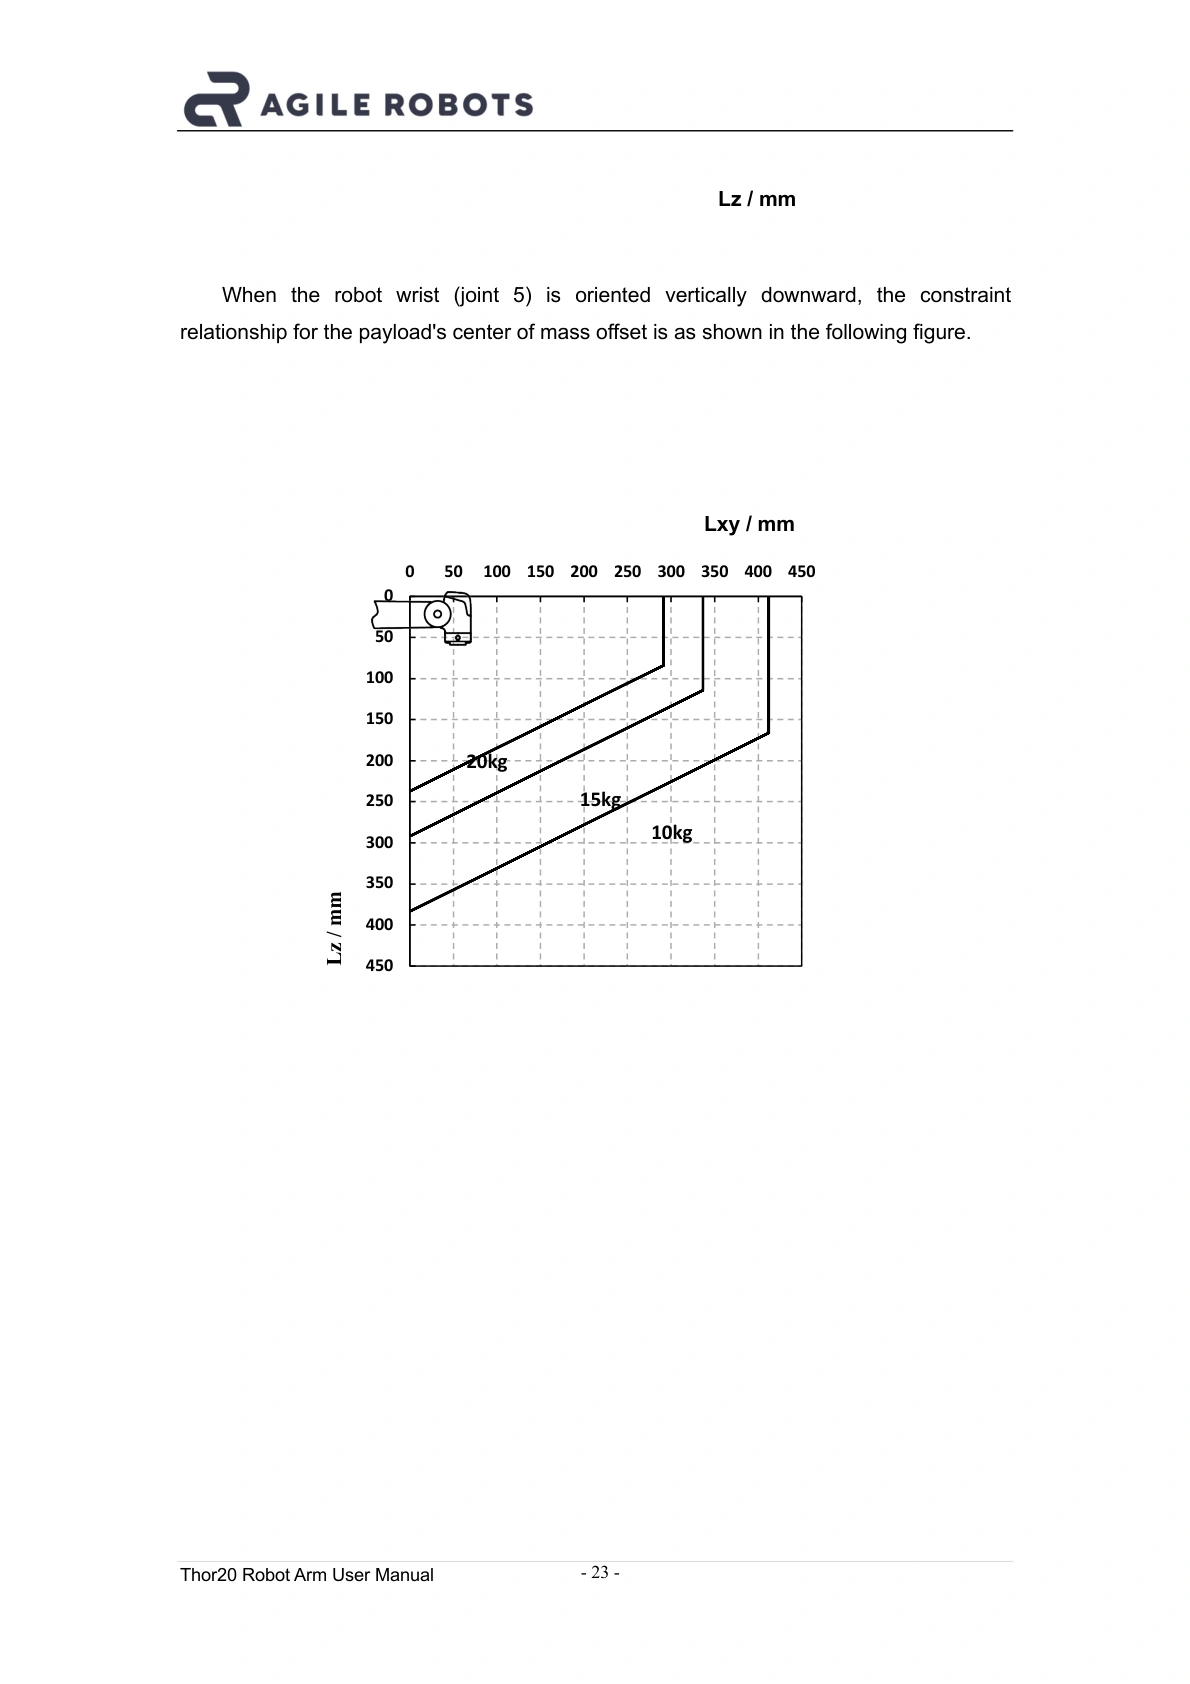 AGILE ROBOTS
Lz / mm
When the robot wrist (joint 5) is oriented vertically downward, the constraint
relationship for the payload's center of mass offset is as shown in the following figure.
Lxy / mm
0 50 100 150 200 250 300 350 400 450
0
50
100
150
200
20kg
250
15kg
300
10kg
350
400
450
Lz / mm
Thor20 Robot Arm User Manual
- 23 -